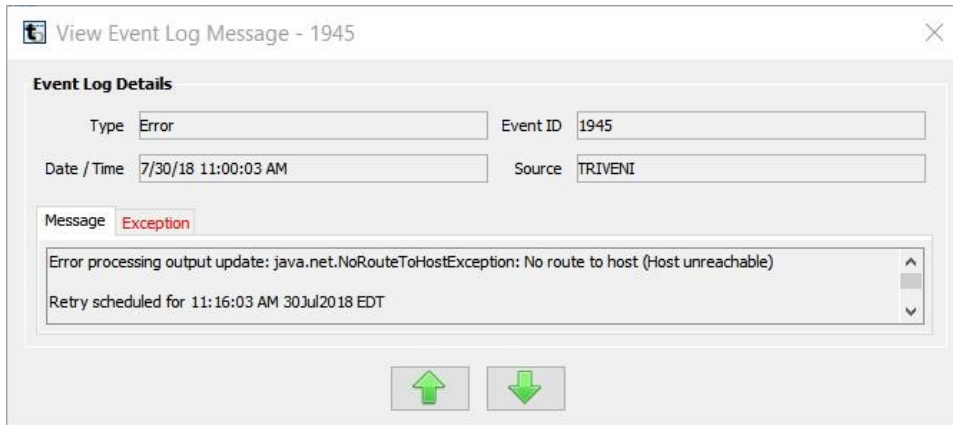 View Event Log Message - 1945
Event Log Details
Type Error Event ID 1945
Date / Time 7/30/18 11:00:03 AM Source TRIVENI
Message Exception
Error processing output update: java.net.NoRouteToHostException: No route to host (Host unreachable)
Retry scheduled for 11:16:03 AM 30Jul2018 EDT